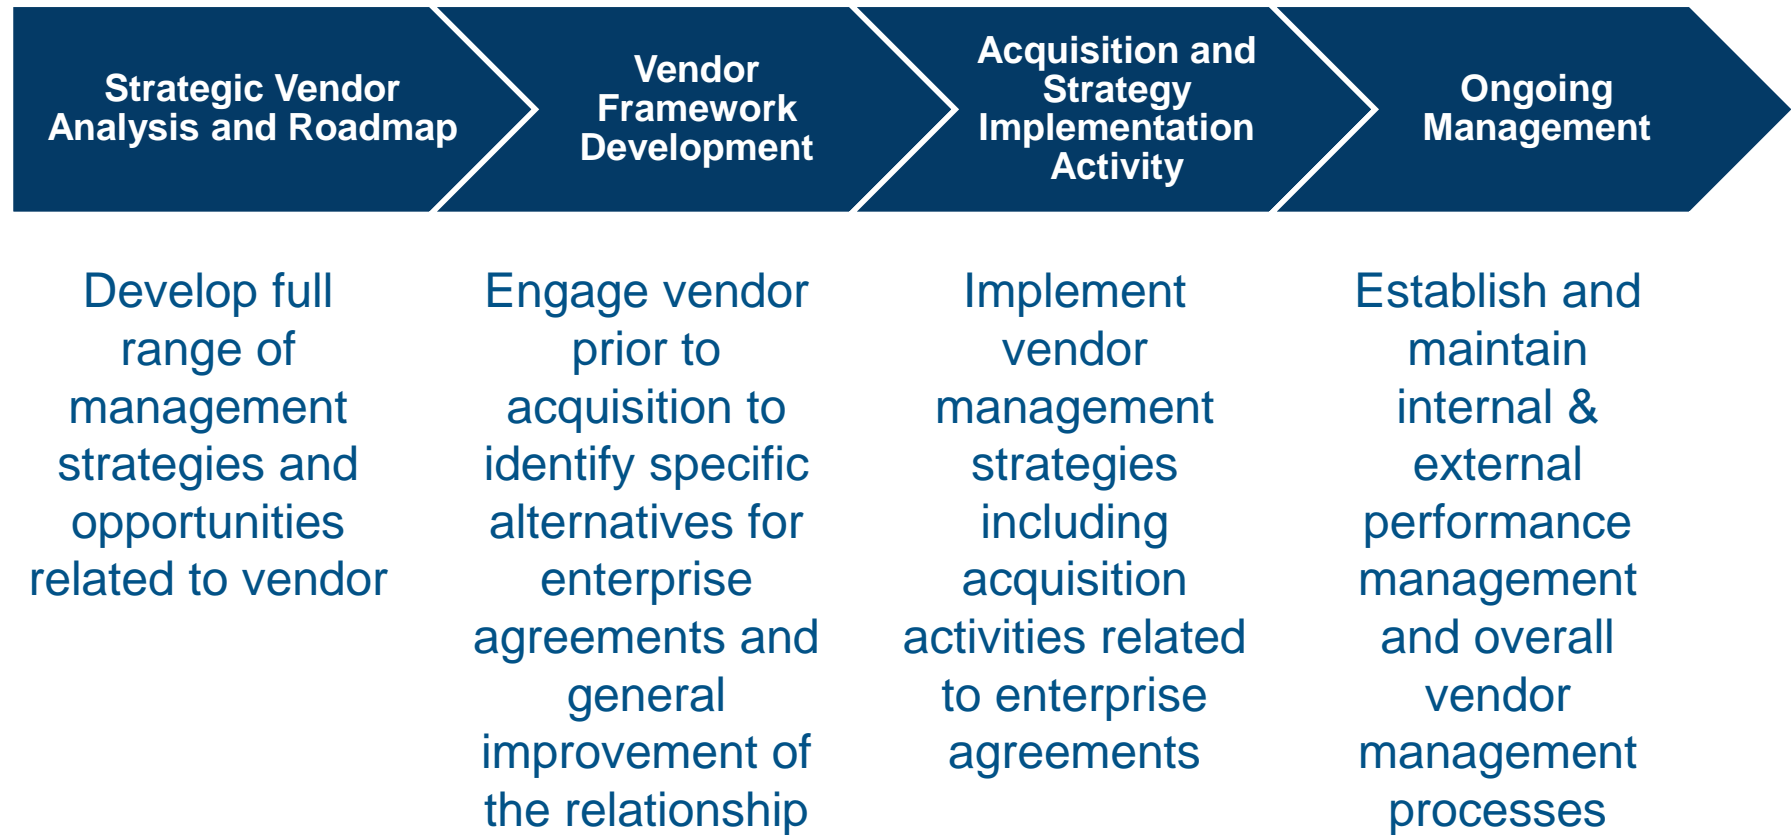 Strategic Vendor
Analysis and Roadmap
Vendor
Framework
Development
Acquisition and
Strategy
Implementation
Activity
Ongoing
Management
Develop full
range of
management
strategies and
opportunities
related to vendor
Engage vendor
prior to
acquisition to
identify specific
alternatives for
enterprise
agreements and
general
improvement of
the relationship
Implement
vendor
management
strategies
including
acquisition
activities related
to enterprise
agreements
Establish and
maintain
internal &
external
performance
management
and overall
vendor
management
processes